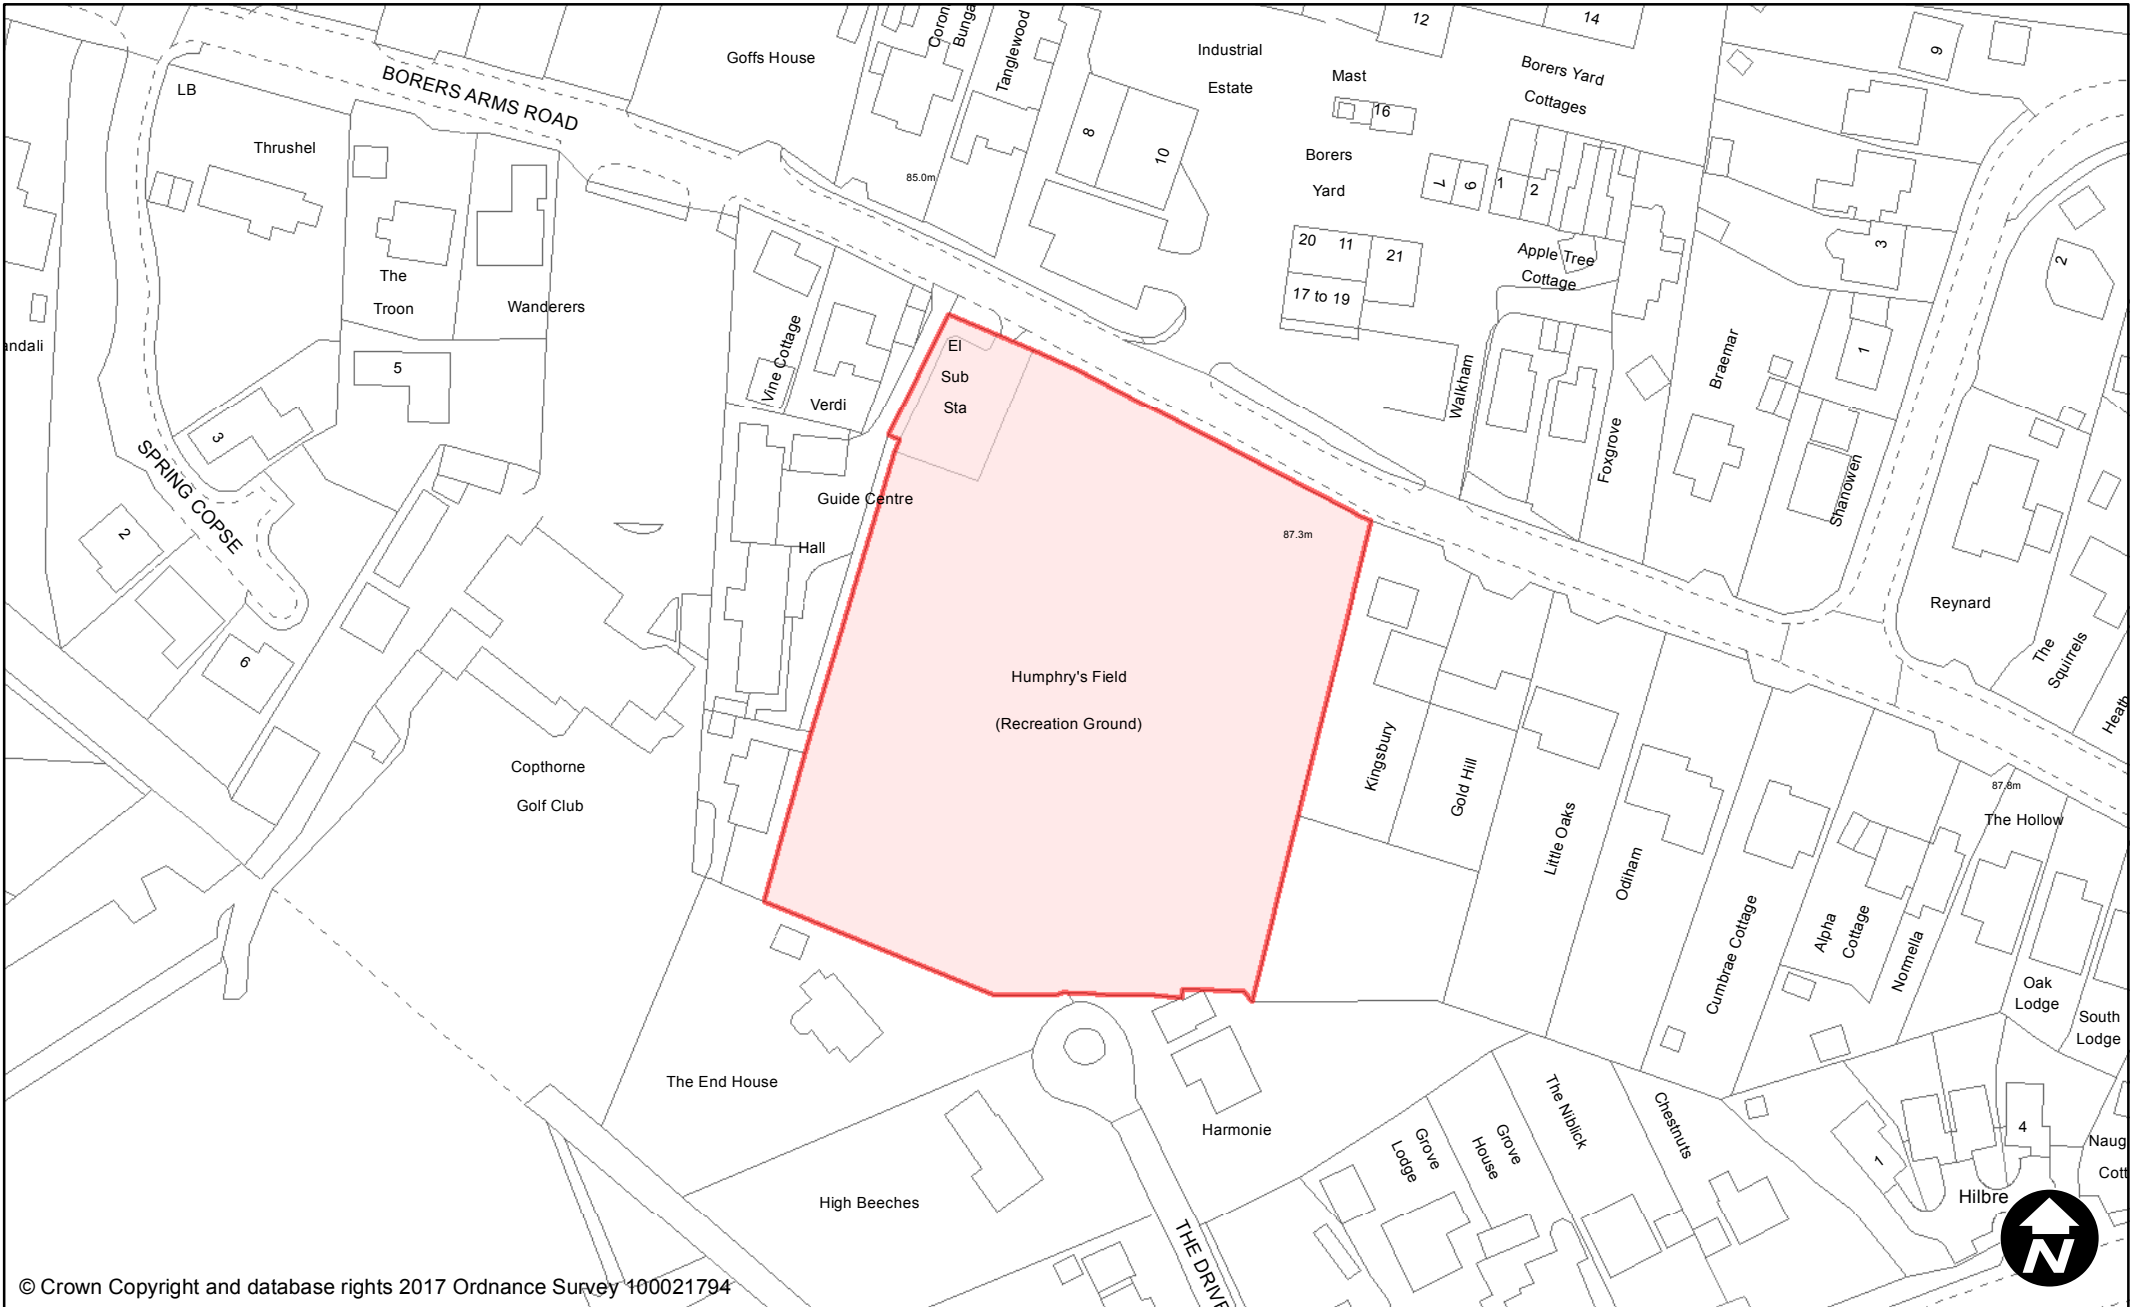 BORERS ARMS ROAD
LB
Thrushel
The
Troon
Wanderers
5
3
SPRING COPSE
2
6
Goffs House
Tanglewood
85.0m
Industrial
Estate
8
10
12
14
Mast
16
Borers Yard
Cottages
Borers
Yard
7
6
1
2
20
11
21
17 to 19
Apple Tree
Cottage
9
3
2
1
Vine Cottage
Verdi
El
Sub
Sta
Guide Centre
Hall
Walkham
Foxgrove
Braemar
Shanowen
87.3m
Humphry's Field
(Recreation Ground)
Reynard
The
Squirrels
Kingsbury
Gold Hill
Little Oaks
Odiham
Cumbrae Cottage
Alpha
Cottage
Normella
87.8m
The Hollow
Oak
Lodge
South
Lodge
Copthorne
Golf Club
The End House
High Beeches
Harmonie
THE DRIVE
Grove
Lodge
Grove
House
The Niblick
Chestnuts
1
4
Hilbre
N
© Crown Copyright and database rights 2017 Ordnance Survey 100021794